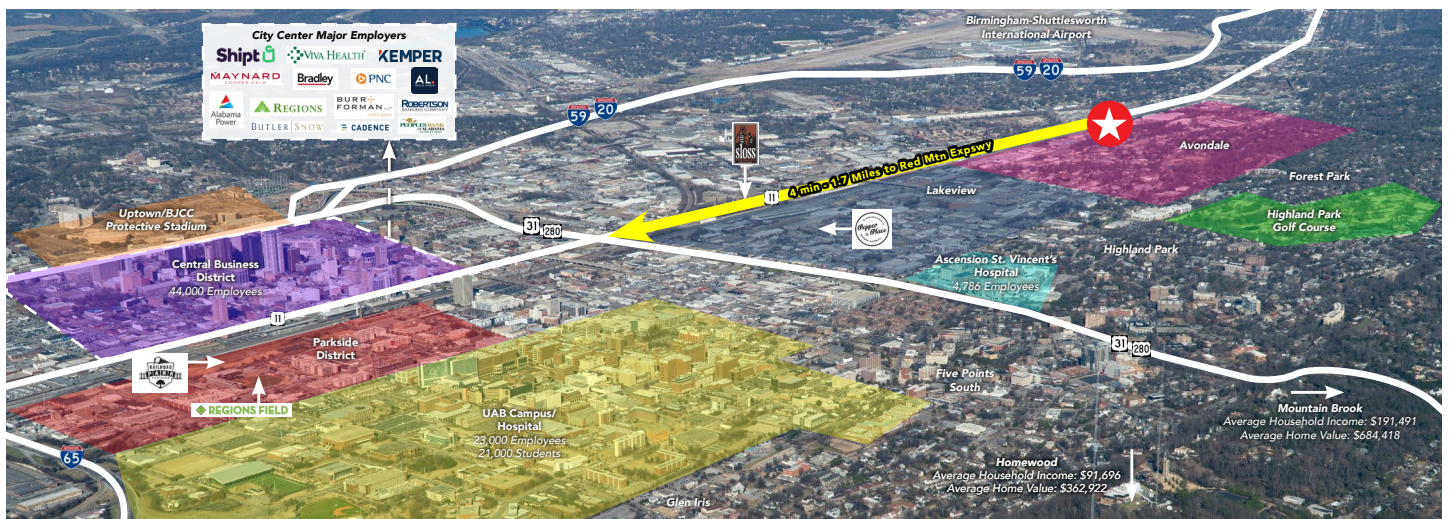 City Center Major Employers
Shipt
VIVA HEALTH
KEMPER
MAYNARD
COOPER GALE
Bradley
PNC
AL.
Alabama
Power
REGIONS
BURR
FORMAN LLP
ROBERTSON
BANKING COMPANY
BUTLER SNOW
CADENCE
PEOPLES BANK
OF ALABAMA
Birmingham-Shuttlesworth
International Airport
59 20
59 20
sloss
4 min - 1.7 Miles to Red Mtn Expswy
11
Avondale
Forest Park
Lakeview
Highland Park
Golf Course
Highland Park
Pepper
Place
Uptown/BJCC
Protective Stadium
31 280
Central Business
District
44,000 Employees
Ascension St. Vincent's
Hospital
4,786 Employees
11
Parkside
District
RAILROAD
PARK
REGIONS FIELD
31 280
Five Points
South
UAB Campus/
Hospital
23,000 Employees
21,000 Students
65
Mountain Brook
Average Household Income: $191,491
Average Home Value: $684,418
Homewood
Average Household Income: $91,696
Average Home Value: $362,922
Glen Iris